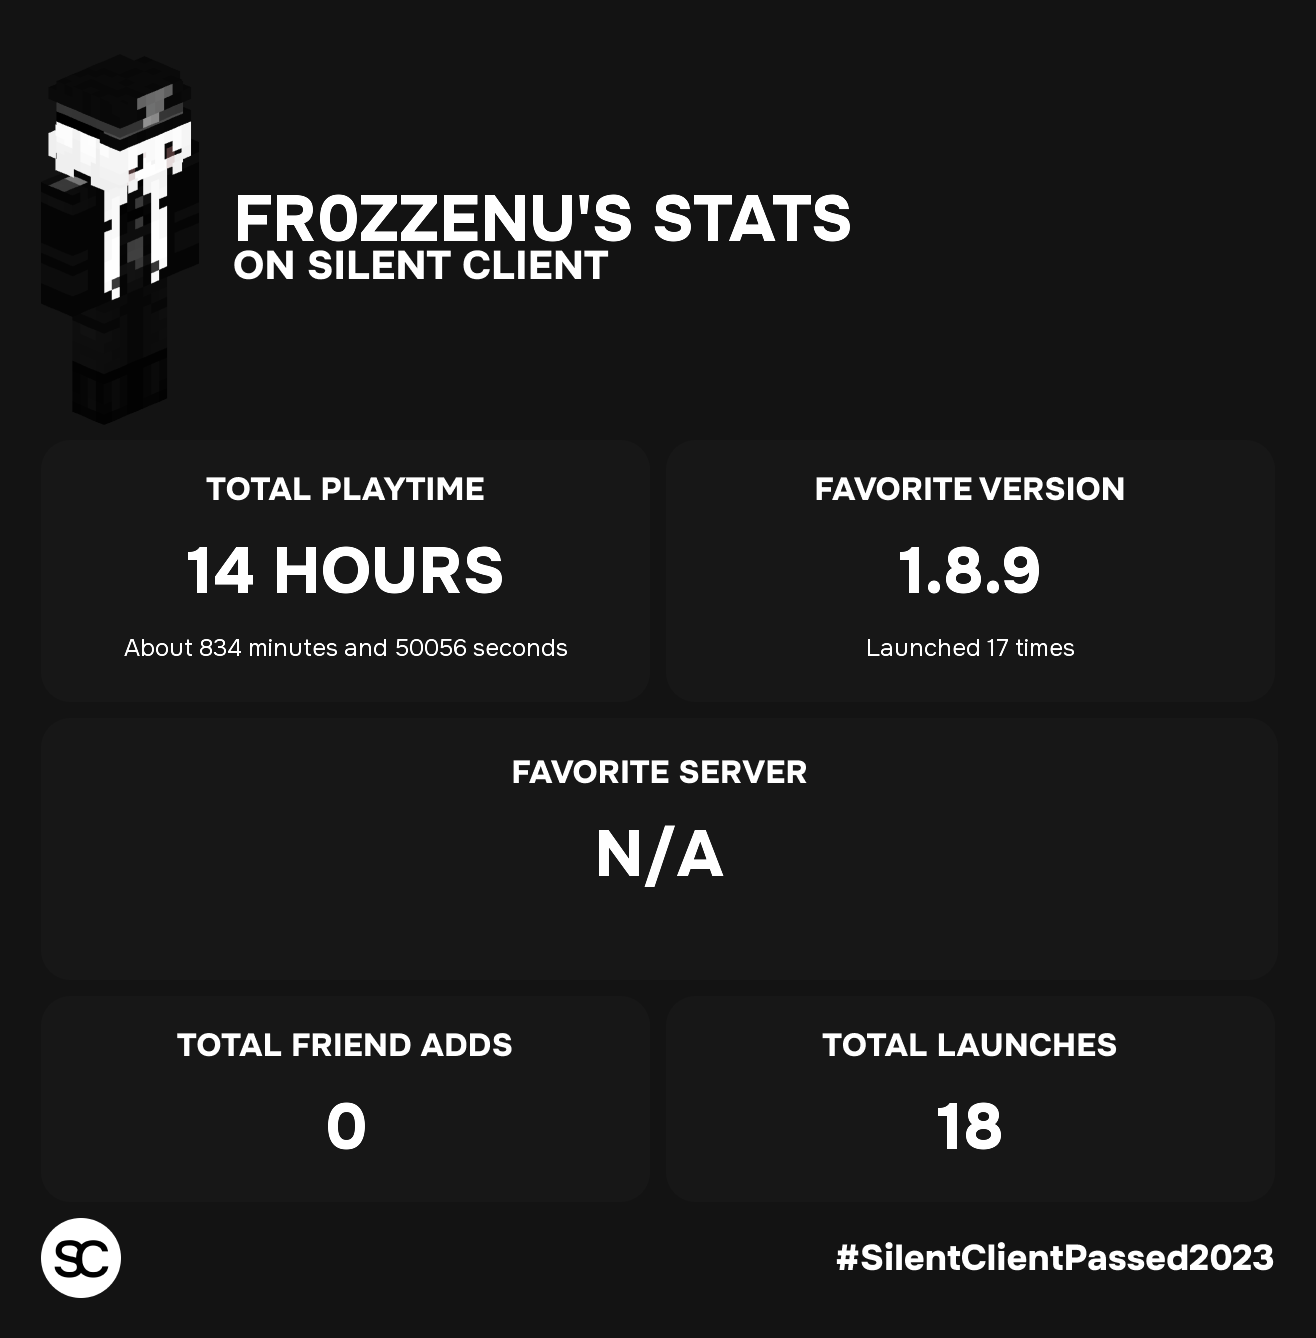 FR0ZZENU'S STATS
ON SILENT CLIENT
TOTAL PLAYTIME
14 HOURS
About 834 minutes and 50056 seconds
FAVORITE VERSION
1.8.9
Launched 17 times
FAVORITE SERVER
N/A
TOTAL FRIEND ADDS
0
TOTAL LAUNCHES
18
SC
#SilentClientPassed2023